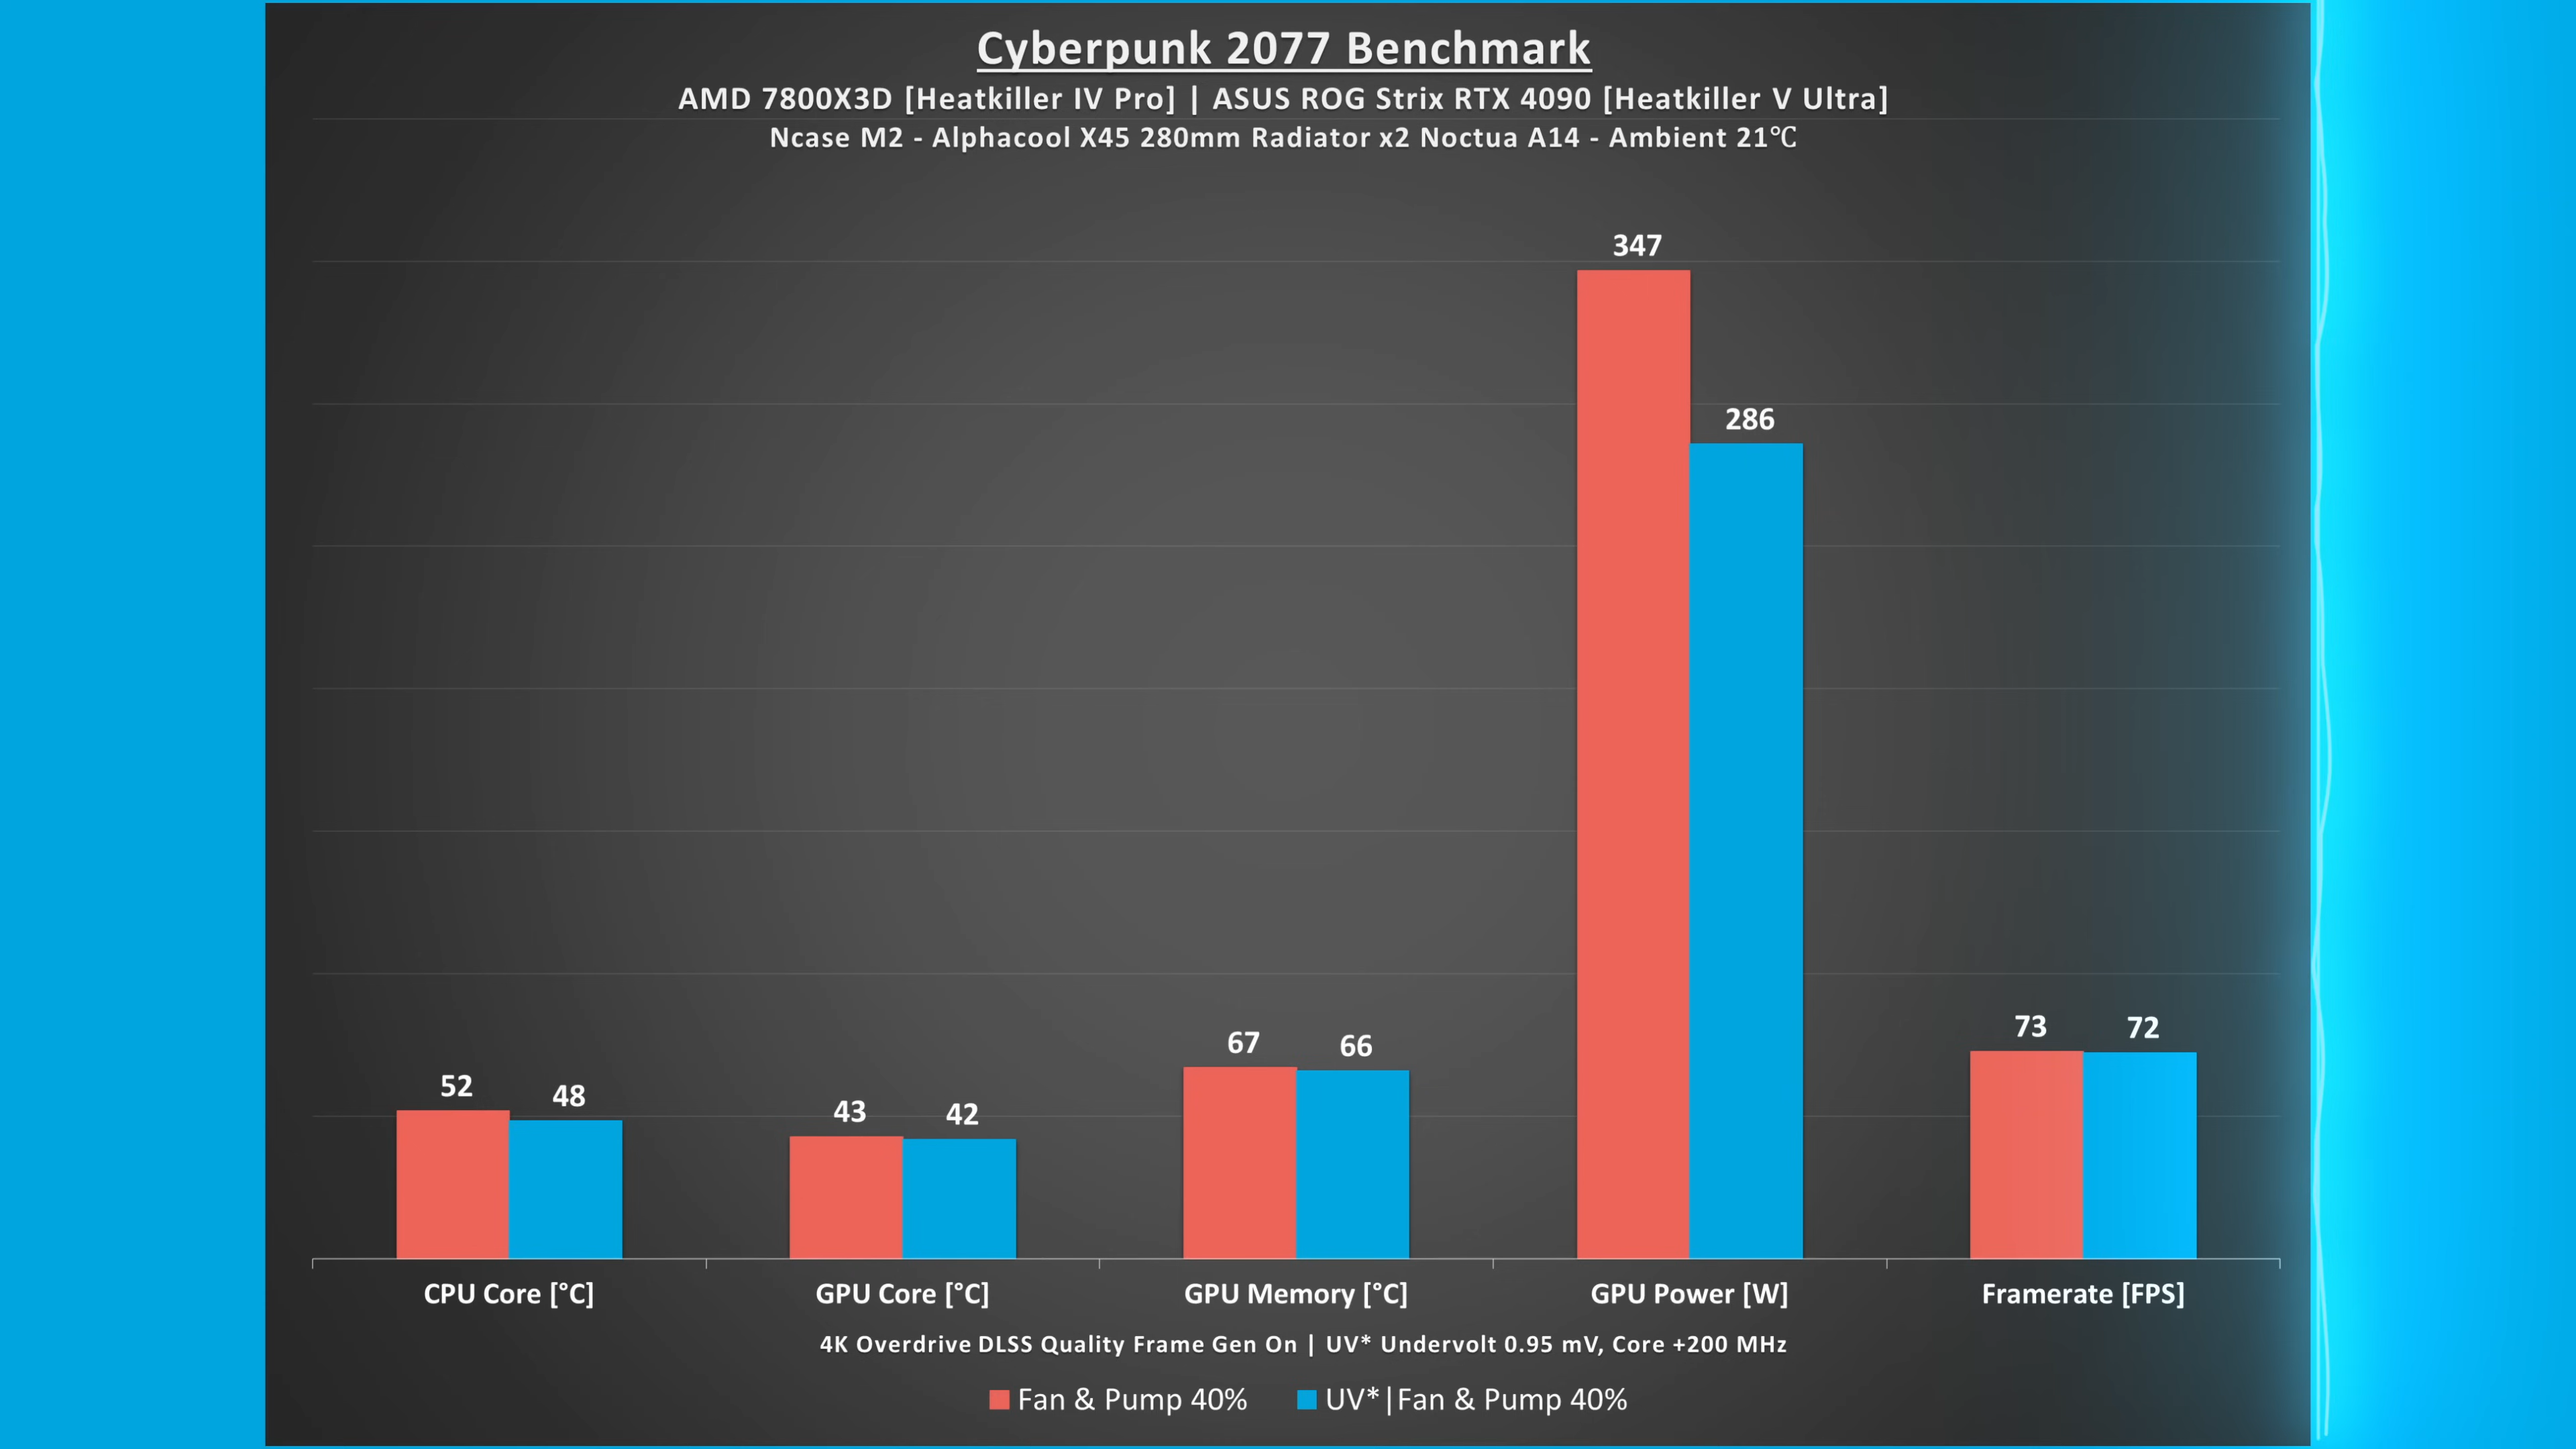 Cyberpunk 2077 Benchmark
AMD 7800X3D [Heatkiller IV Pro] | ASUS ROG Strix RTX 4090 [Heatkiller V Ultra]
Ncase M2 - Alphacool X45 280mm Radiator x2 Noctua A14 - Ambient 21℃
347
286
73
72
67
66
52
48
43
42
CPU Core [°C]
GPU Core [°C]
GPU Memory [°C]
GPU Power [W]
Framerate [FPS]
4K Overdrive DLSS Quality Frame Gen On | UV* Undervolt 0.95 mV, Core +200 MHz
Fan & Pump 40%
UV*|Fan & Pump 40%